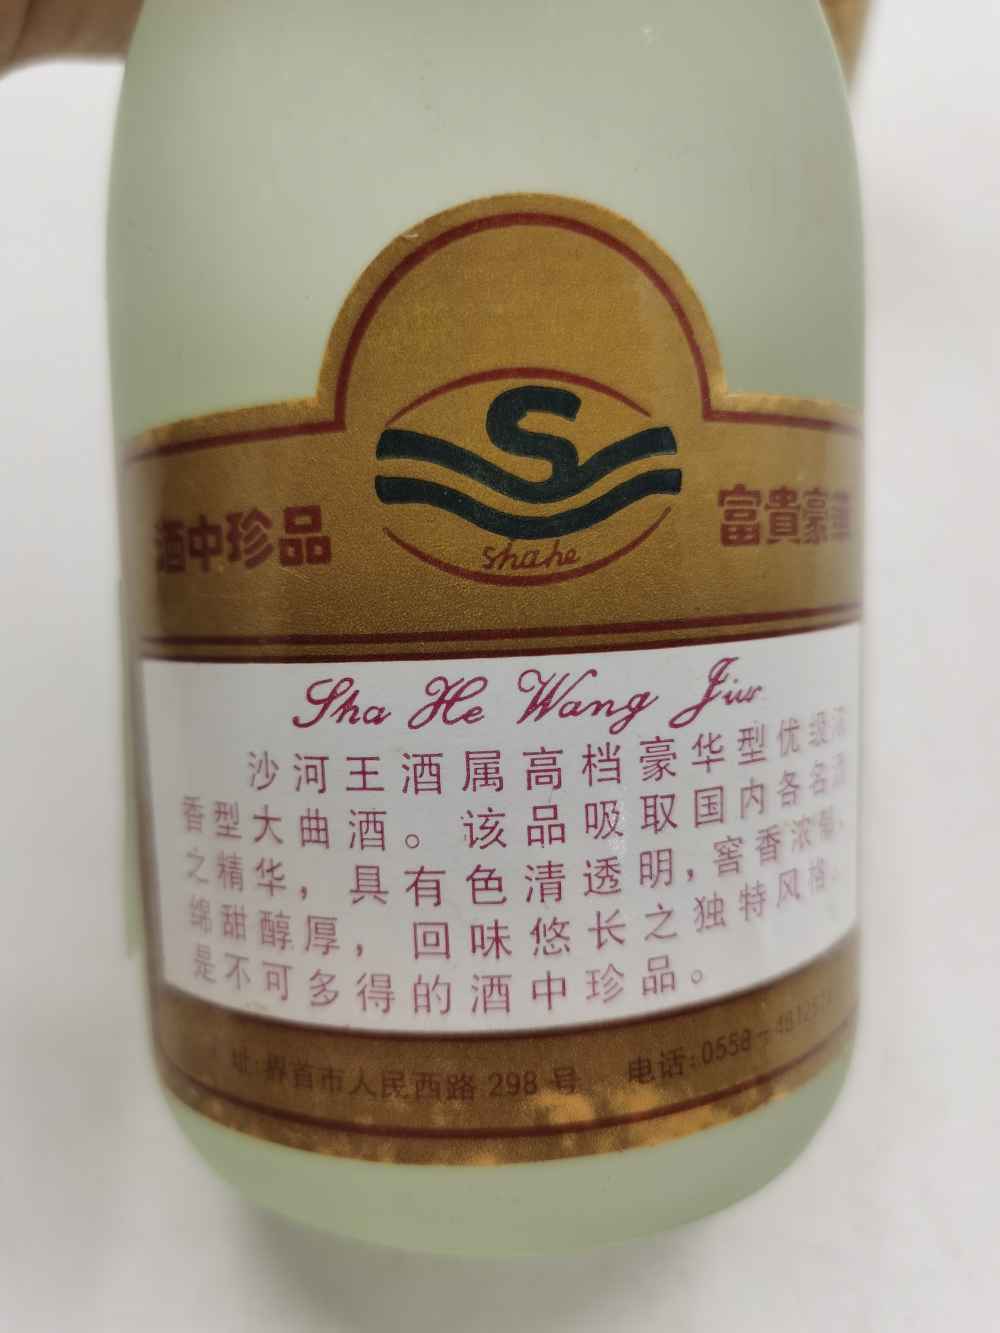 酒中珍品
富貴豪華
S
shahe
Sha He Wang Jiu
沙河王酒属高档豪华型优级浓
香型大曲酒。该品吸取国内各名酒
之精华，具有色清透明，窖香浓郁，
绵甜醇厚，回味悠长之独特风格，
是不可多得的酒中珍品。
址：界首市人民西路298号 电话：0558-